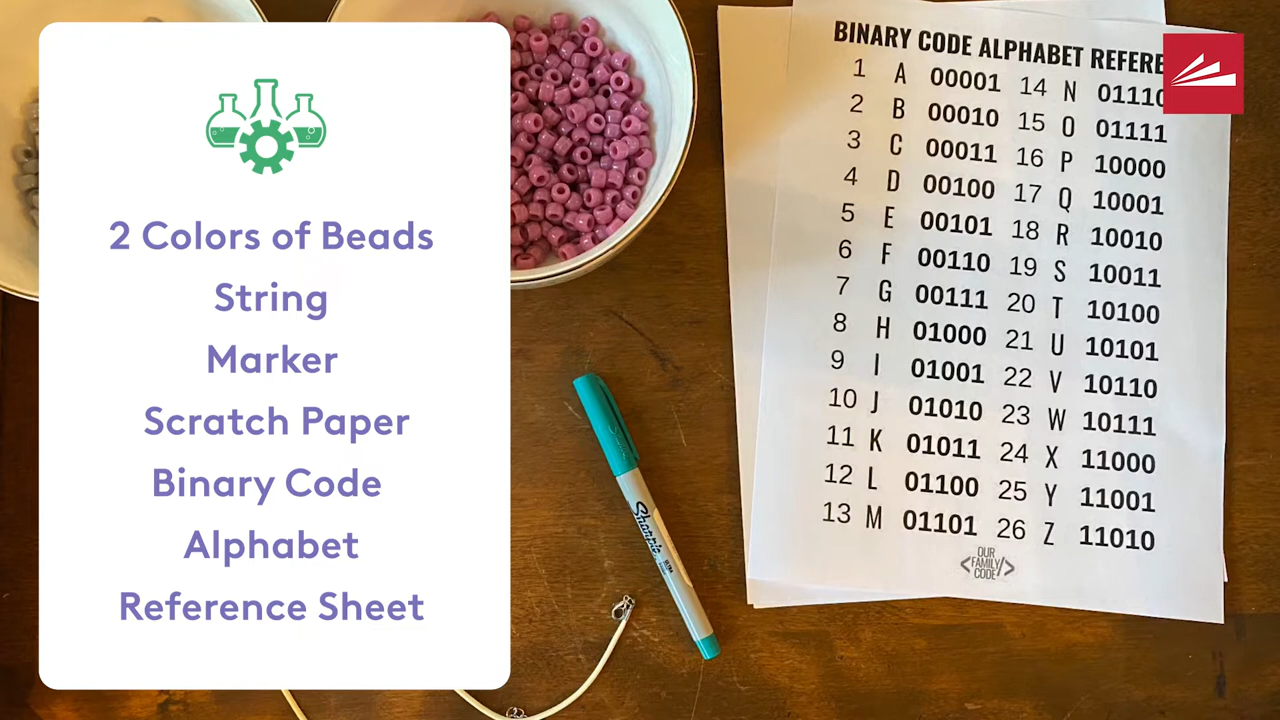 2 Colors of Beads
String
Marker
Scratch Paper
Binary Code
Alphabet
Reference Sheet
BINARY CODE ALPHABET REFERE
1 A 00001 14 N 01110
2 B 00010 15 O 01111
3 C 00011 16 P 10000
4 D 00100 17 Q 10001
5 E 00101 18 R 10010
6 F 00110 19 S 10011
7 G 00111 20 T 10100
8 H 01000 21 U 10101
9 I 01001 22 V 10110
10 J 01010 23 W 10111
11 K 01011 24 X 11000
12 L 01100 25 Y 11001
13 M 01101 26 Z 11010
OUR
<FAMILY/>
CODE
Sharpie
ULTRA